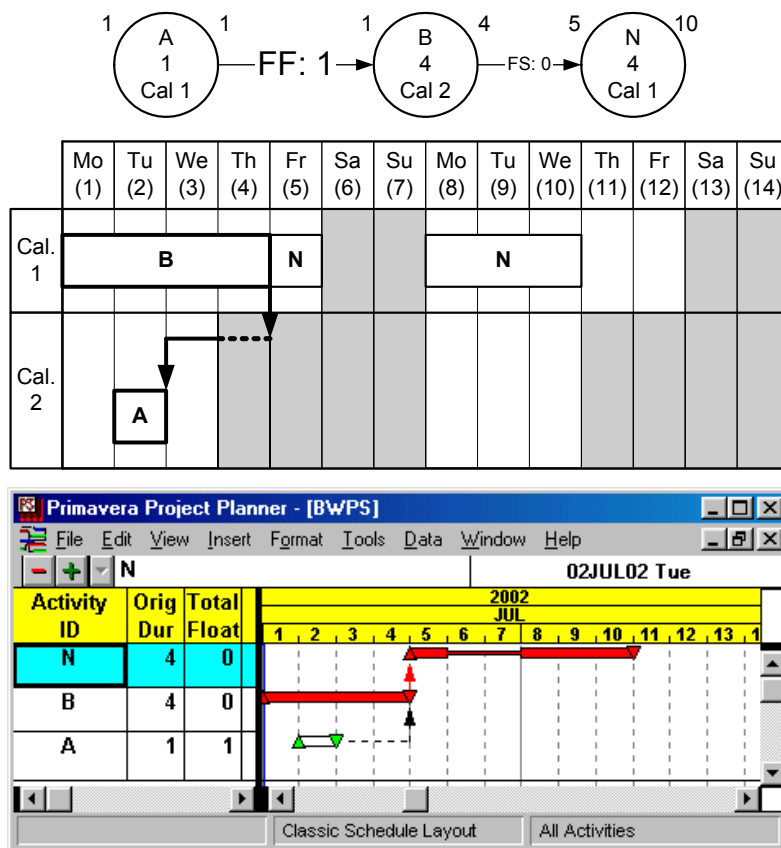 1 A 1 1 B 4 5 N 10
1 FF: 1 4 FS: 0 4
Cal 1 Cal 2 Cal 1
Mo Tu We Th Fr Sa Su Mo Tu We Th Fr Sa Su
(1) (2) (3) (4) (5) (6) (7) (8) (9) (10) (11) (12) (13) (14)
Cal. 1
B N N
Cal. 2
A
Primavera Project Planner - [BWPS]
File Edit View Insert Format Tools Data Window Help
N 02JUL02 Tue
Activity ID Orig Dur Total Float
2002
JUL
1 2 3 4 5 6 7 8 9 10 11 12 13 1
N 4 0
B 4 0
A 1 1
Classic Schedule Layout All Activities